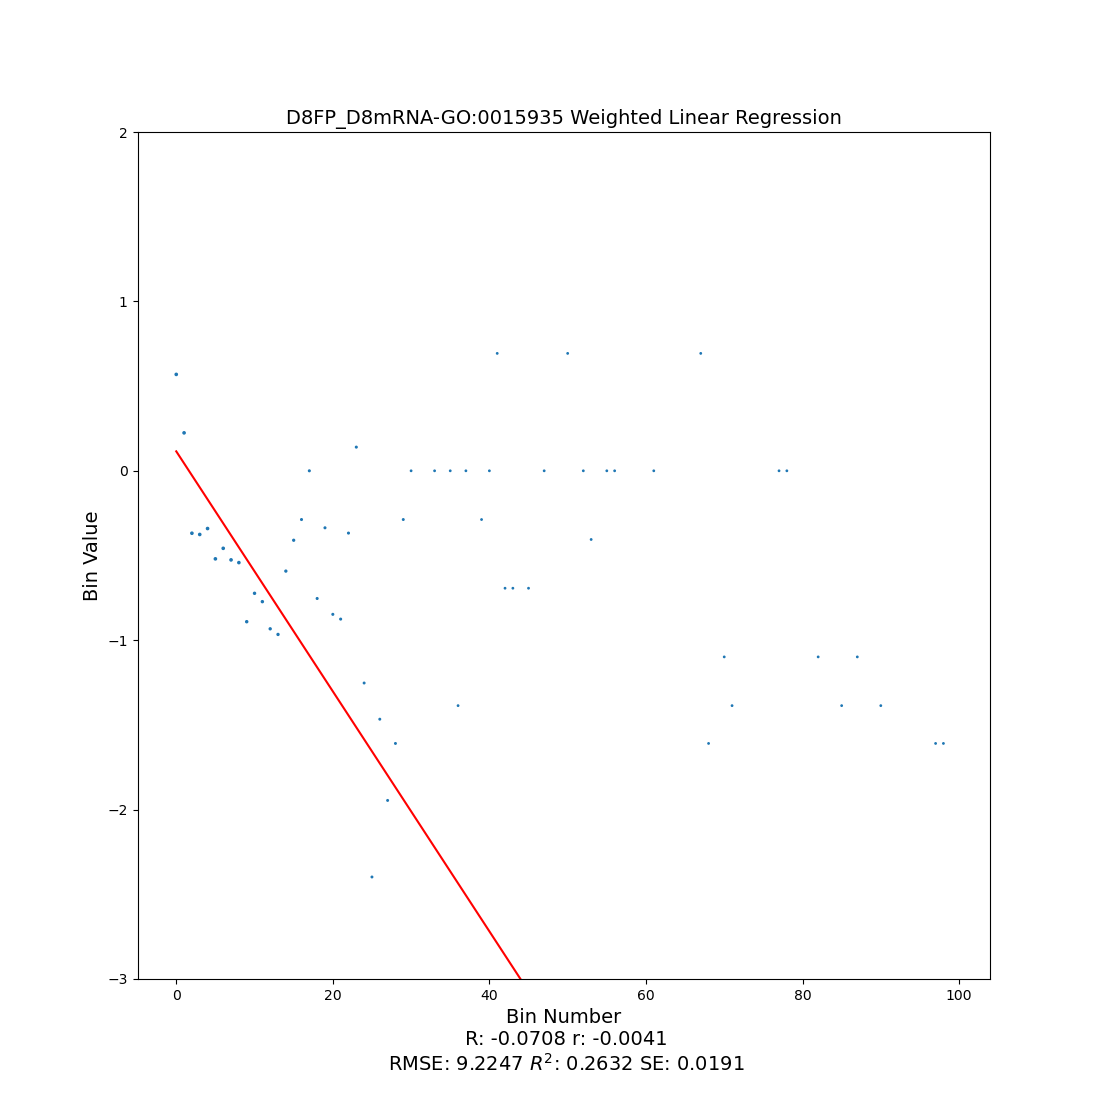 D8FP_D8mRNA-GO:0015935 Weighted Linear Regression
2
1
0
−1
−2
−3
Bin Value
0 20 40 60 80 100
Bin Number
R: -0.0708 r: -0.0041
RMSE: 9.2247 R²: 0.2632 SE: 0.0191